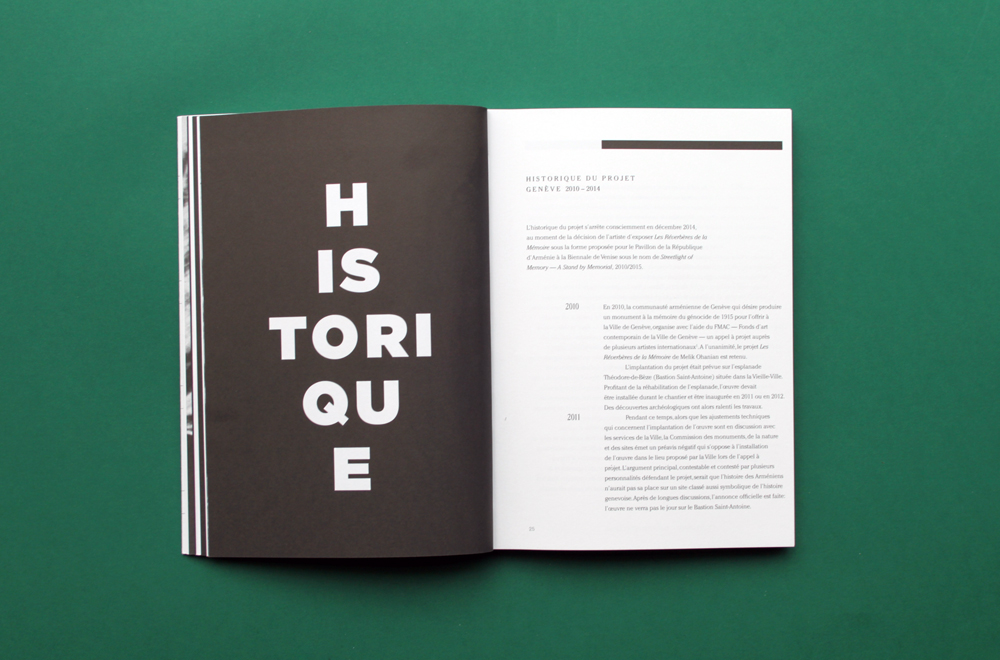 H
IS
TORI
QU
E
HISTORIQUE DU PROJET
GENÈVE 2010 – 2014
L'historique du projet s'arrête consciemment en décembre 2014,
au moment de la décision de l'artiste d'exposer Les Réverbères de la
Mémoire sous la forme proposée pour le Pavillon de la République
d'Arménie à la Biennale de Venise sous le nom de Streetlight of
Memory — A Stand by Memorial, 2010/2015.
2010 En 2010, la communauté arménienne de Genève qui désire produire
un monument à la mémoire du génocide de 1915 pour l'offrir à
la Ville de Genève, organise avec l'aide du FMAC — Fonds d'art
contemporain de la Ville de Genève — un appel à projet auprès
de plusieurs artistes internationaux¹. A l'unanimité, le projet Les
Réverbères de la Mémoire de Melik Ohanian est retenu.
L'implantation du projet était prévue sur l'esplanade
Théodore-de-Bèze (Bastion Saint-Antoine) située dans la Vieille-Ville.
Profitant de la réhabilitation de l'esplanade, l'œuvre devait
être installée durant le chantier et être inaugurée en 2011 ou en 2012.
Des découvertes archéologiques ont alors ralenti les travaux.
2011 Pendant ce temps, alors que les ajustements techniques
qui concernent l'implantation de l'œuvre sont en discussion avec
les services de la Ville, la Commission des monuments, de la nature
et des sites émet un préavis négatif qui s'oppose à l'installation
de l'œuvre dans le lieu proposé par la Ville lors de l'appel à
projet. L'argument principal, contestable et contesté par plusieurs
personnalités défendant le projet, serait que l'histoire des Arméniens
n'aurait pas sa place sur un site classé aussi symbolique de l'histoire
genevoise. Après de longues discussions, l'annonce officielle est faite:
l'œuvre ne verra pas le jour sur le Bastion Saint-Antoine.